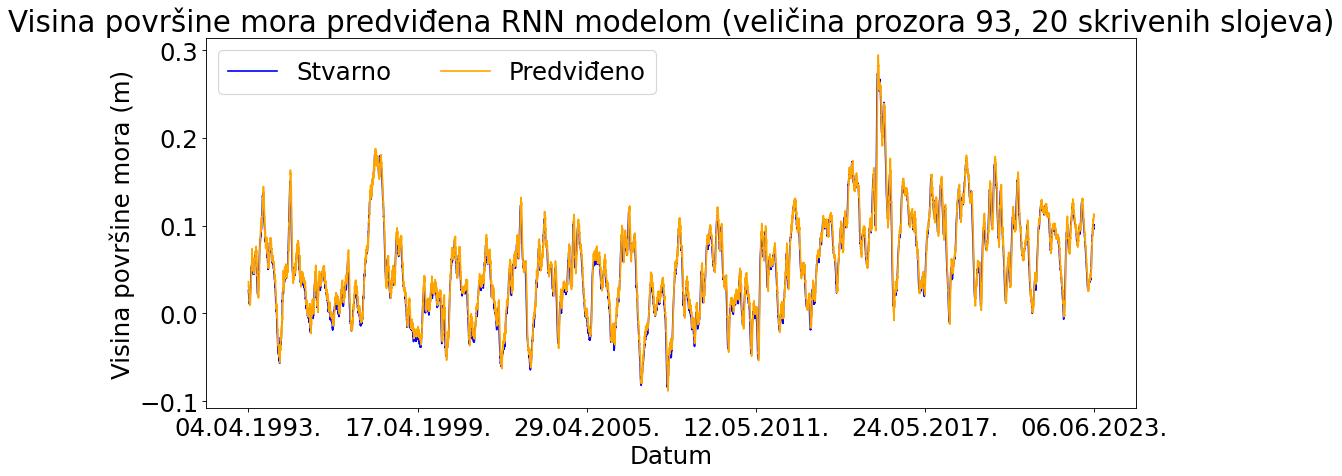 Visina površine mora predviđena RNN modelom (veličina prozora 93, 20 skrivenih slojeva)
Stvarno
Predviđeno
Visina površine mora (m)
0.3
0.2
0.1
0.0
−0.1
04.04.1993.
17.04.1999.
29.04.2005.
12.05.2011.
24.05.2017.
06.06.2023.
Datum